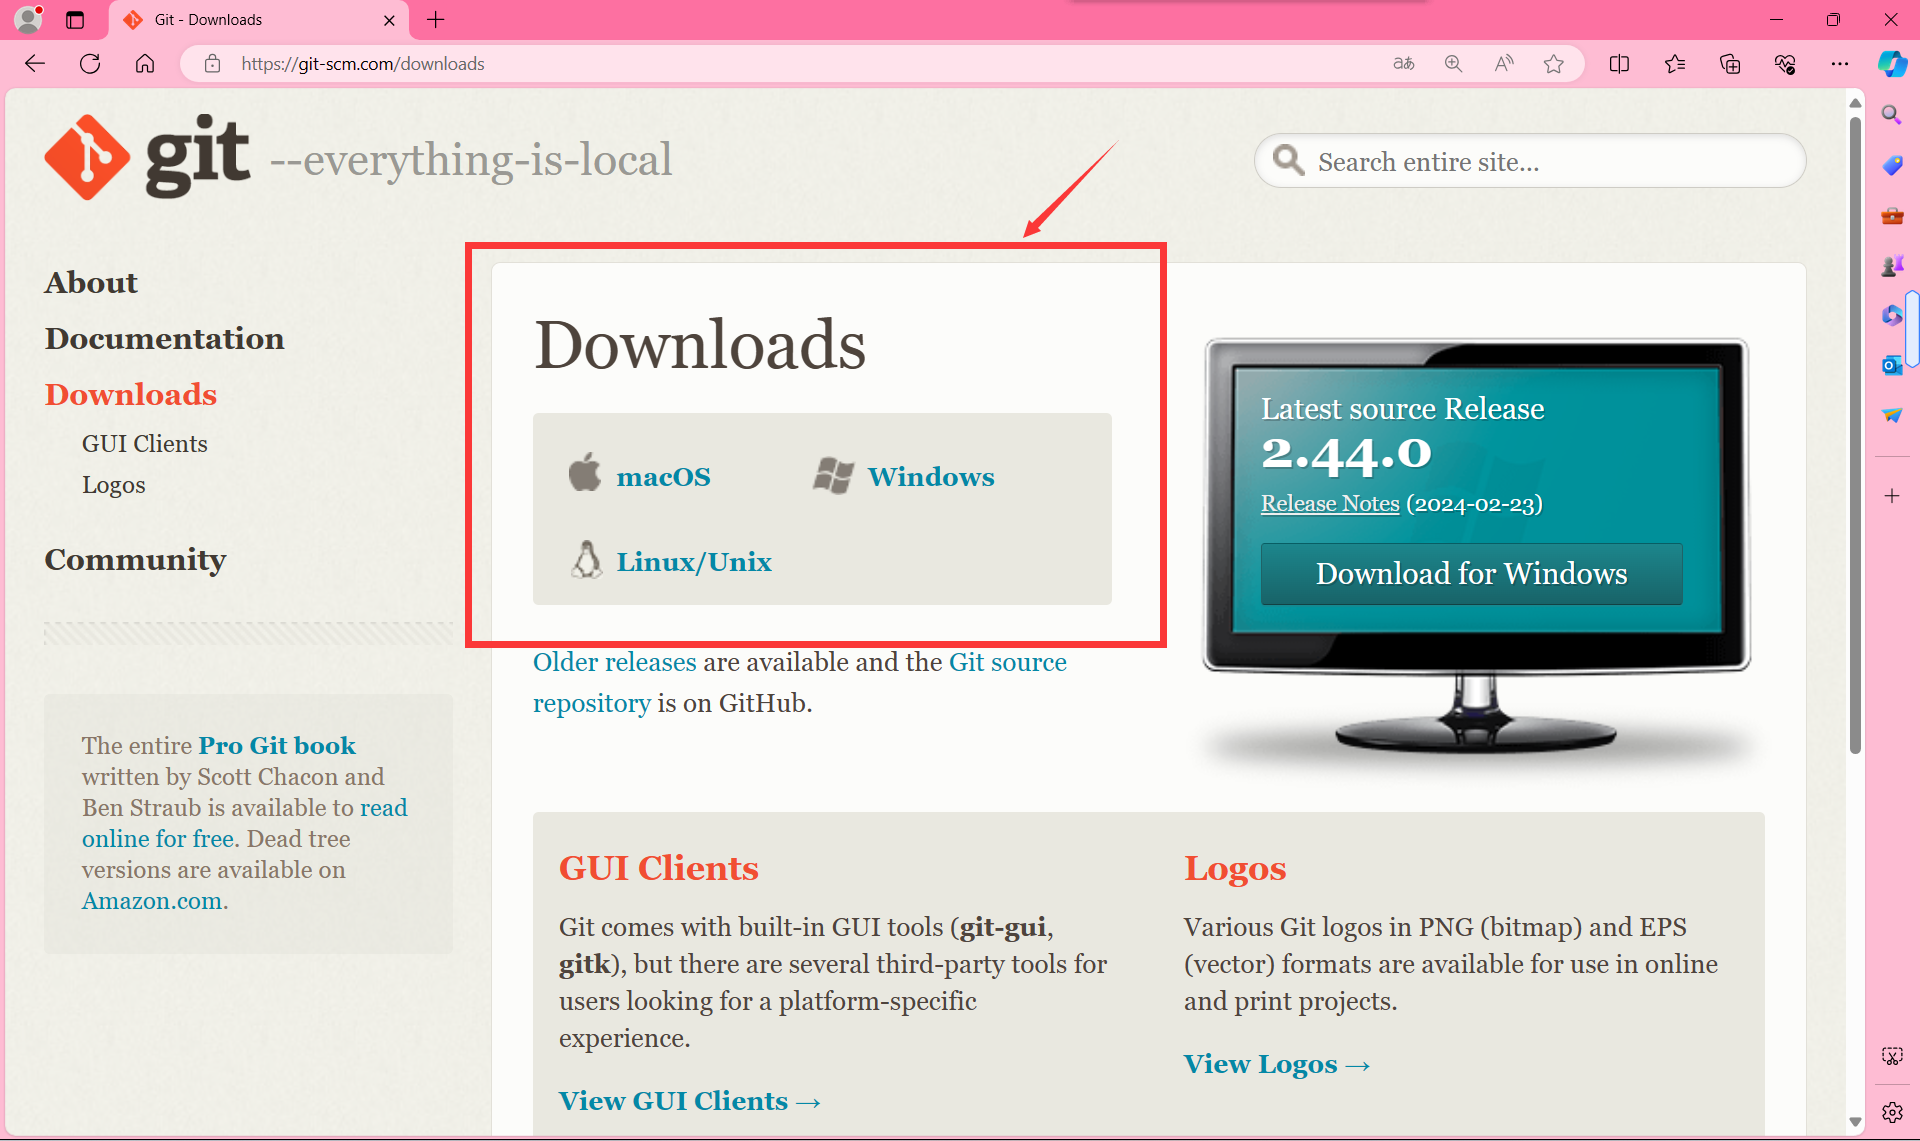 Git - Downloads
https://git-scm.com/downloads
git --everything-is-local
Search entire site...
About
Documentation
Downloads
GUI Clients
Logos
Community
The entire Pro Git book
written by Scott Chacon and
Ben Straub is available to read
online for free. Dead tree
versions are available on
Amazon.com.
Downloads
macOS
Windows
Linux/Unix
Older releases are available and the Git source
repository is on GitHub.
Latest source Release
2.44.0
Release Notes (2024-02-23)
Download for Windows
GUI Clients
Git comes with built-in GUI tools (git-gui,
gitk), but there are several third-party tools for
users looking for a platform-specific
experience.
View GUI Clients →
Logos
Various Git logos in PNG (bitmap) and EPS
(vector) formats are available for use in online
and print projects.
View Logos →